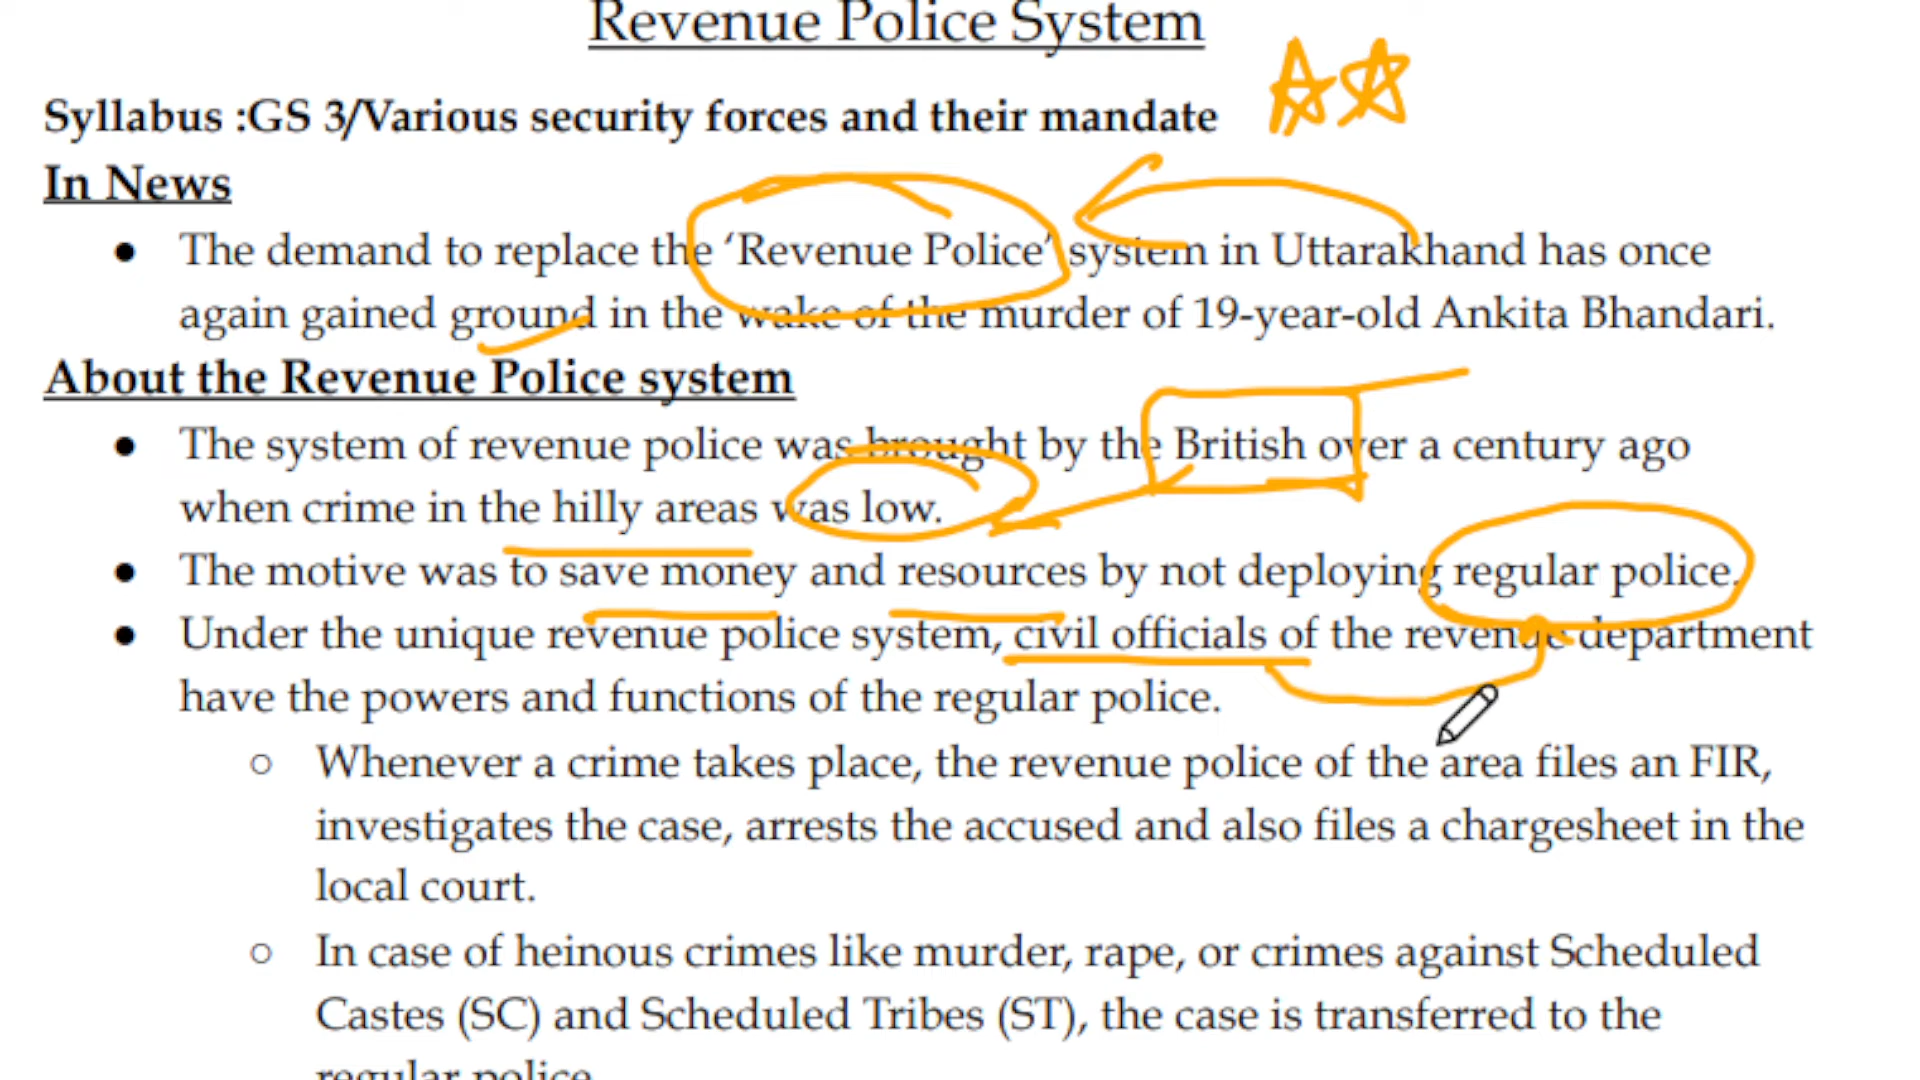 Revenue Police System
Syllabus :GS 3/Various security forces and their mandate
In News
● The demand to replace the ‘Revenue Police’ system in Uttarakhand has once
again gained ground in the wake of the murder of 19-year-old Ankita Bhandari.
About the Revenue Police system
● The system of revenue police was brought by the British over a century ago
when crime in the hilly areas was low.
● The motive was to save money and resources by not deploying regular police.
● Under the unique revenue police system, civil officials of the revenue department
have the powers and functions of the regular police.
○ Whenever a crime takes place, the revenue police of the area files an FIR,
investigates the case, arrests the accused and also files a chargesheet in the
local court.
○ In case of heinous crimes like murder, rape, or crimes against Scheduled
Castes (SC) and Scheduled Tribes (ST), the case is transferred to the
regular police